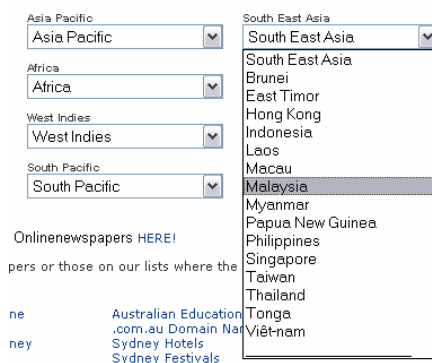 Asia Pacific
Asia Pacific
Africa
Africa
West Indies
West Indies
South Pacific
South Pacific
South East Asia
South East Asia
South East Asia
Brunei
East Timor
Hong Kong
Indonesia
Laos
Macau
Malaysia
Myanmar
Papua New Guinea
Philippines
Singapore
Taiwan
Thailand
Tonga
Viêt-nam
Onlinenewspapers HERE!
pers or those on our lists where the
ne
Australian Education
.com.au Domain Nar
ney
Sydney Hotels
Sydney Festivals